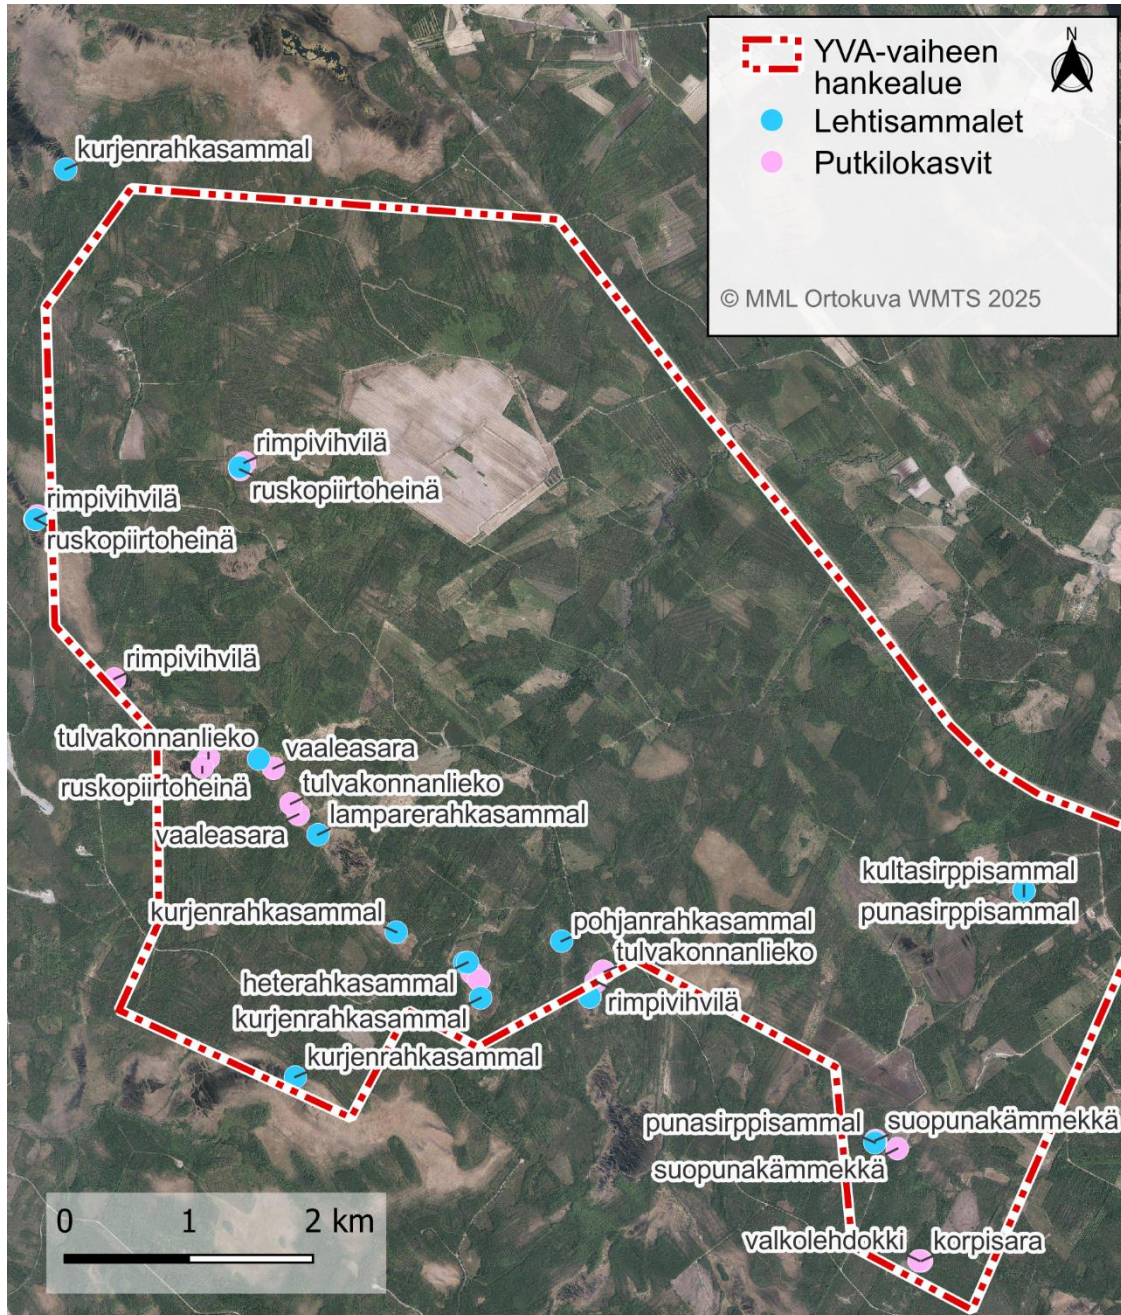 N
YVA-vaiheen
hankealue
Lehtisammalet
Putkilokasvit
© MML Ortokuva WMTS 2025
kurjenrahkasammal
rimpivihvilä
ruskopiirtoheinä
rimpivihvilä
ruskopiirtoheinä
rimpivihvilä
tulvakonnanlieko
vaaleasara
ruskopiirtoheinä
tulvakonnanlieko
vaaleasara
lamparerahkasammal
kultasirppisammal
punasirppisammal
kurjenrahkasammal
pohjanrahkasammal
tulvakonnanlieko
heterahkasammal
rimpivihvilä
kurjenrahkasammal
kurjenrahkasammal
punasirppisammal
suopunakämmekkä
suopunakämmekkä
valkolehdokki
korpisara
0 1 2 km